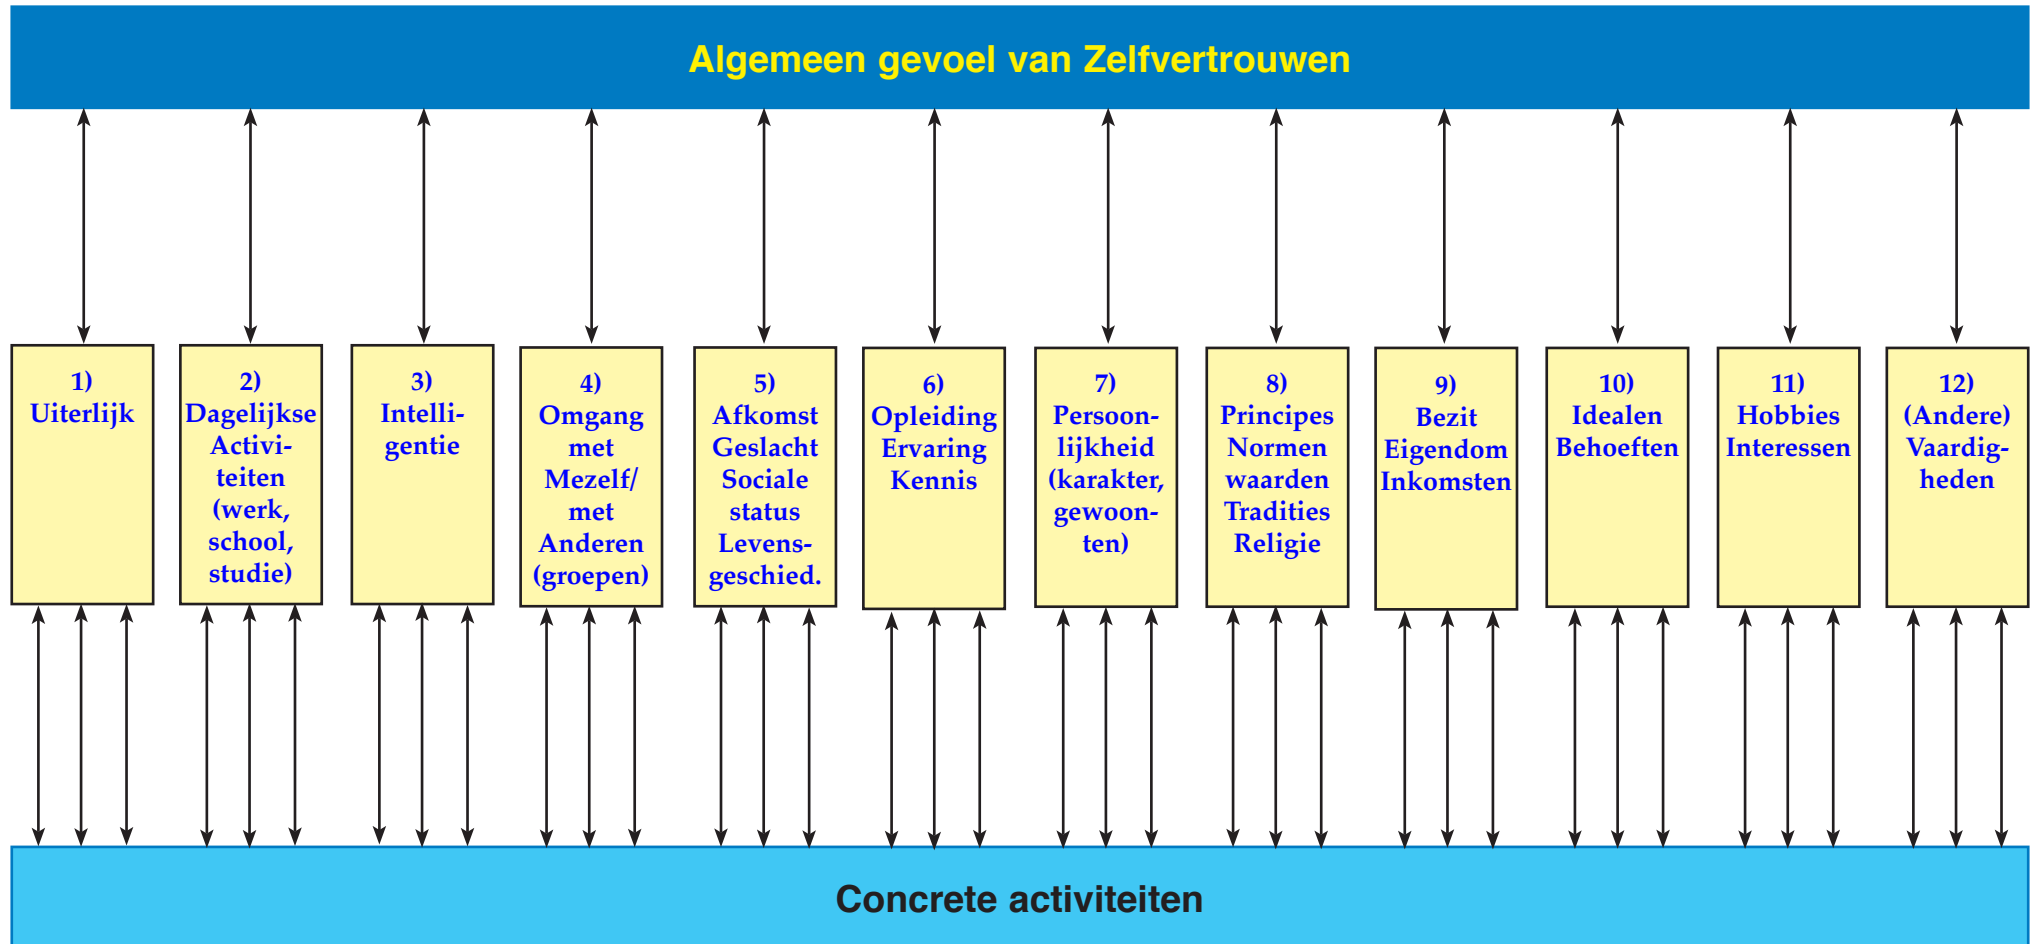 Algemeen gevoel van Zelfvertrouwen
1)
Uiterlijk
2)
Dagelijkse
Activi-
teiten
(werk,
school,
studie)
3)
Intelli-
gentie
4)
Omgang
met
Mezelf/
met
Anderen
(groepen)
5)
Afkomst
Geslacht
Sociale
status
Levens-
geschied.
6)
Opleiding
Ervaring
Kennis
7)
Persoon-
lijkheid
(karakter,
gewoon-
ten)
8)
Principes
Normen
waarden
Tradities
Religie
9)
Bezit
Eigendom
Inkomsten
10)
Idealen
Behoeften
11)
Hobbies
Interessen
12)
(Andere)
Vaardig-
heden
Concrete activiteiten